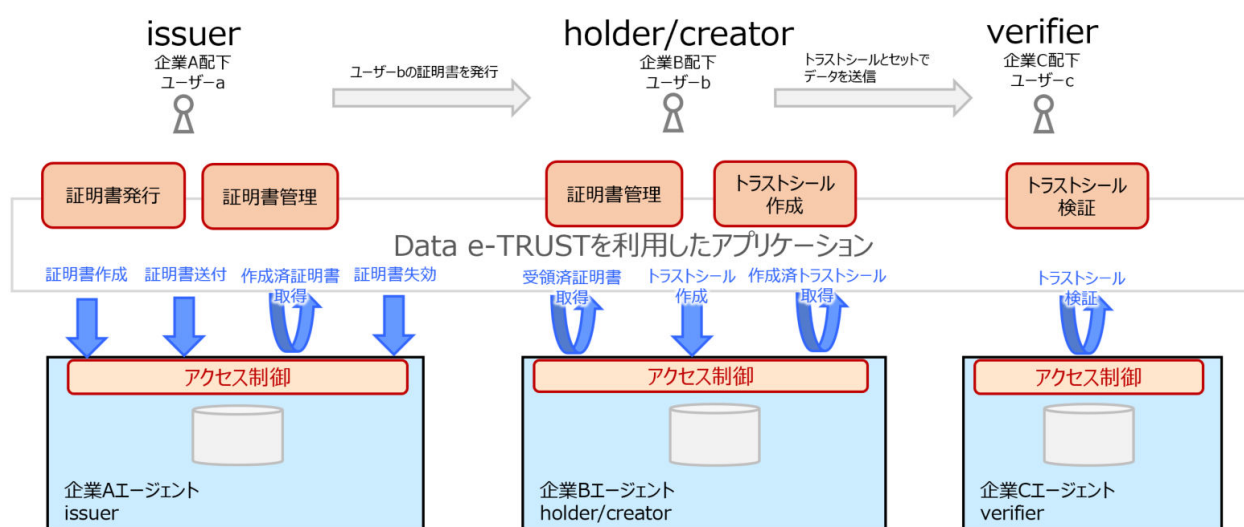 issuer
企業A配下
ユーザーa
ユーザーbの証明書を発行
holder/creator
企業B配下
ユーザーb
トラストシールとセットで
データを送信
verifier
企業C配下
ユーザーc
証明書発行
証明書管理
証明書管理
トラストシール
作成
トラストシール
検証
Data e-TRUSTを利用したアプリケーション
証明書作成
証明書送付
作成済証明書
取得
証明書失効
受領済証明書
取得
トラストシール
作成
作成済トラストシール
取得
トラストシール
検証
アクセス制御
アクセス制御
アクセス制御
企業Aエージェント
issuer
企業Bエージェント
holder/creator
企業Cエージェント
verifier